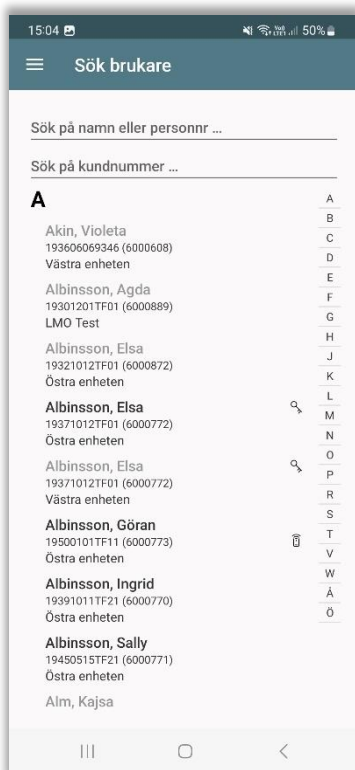 15:04 50%
Sök brukare
Sök på namn eller personnr ...
Sök på kundnummer ...
A
Akin, Violeta
193606069346 (6000608)
Västra enheten
Albinsson, Agda
19301201TF01 (6000889)
LMO Test
Albinsson, Elsa
19321012TF01 (6000872)
Östra enheten
Albinsson, Elsa
19371012TF01 (6000772)
Östra enheten
Albinsson, Elsa
19371012TF01 (6000772)
Västra enheten
Albinsson, Göran
19500101TF11 (6000773)
Östra enheten
Albinsson, Ingrid
19391011TF21 (6000770)
Östra enheten
Albinsson, Sally
19450515TF21 (6000771)
Östra enheten
Alm, Kajsa
A
B
C
D
E
F
G
H
J
K
L
M
N
O
P
R
S
T
V
W
Å
Ö